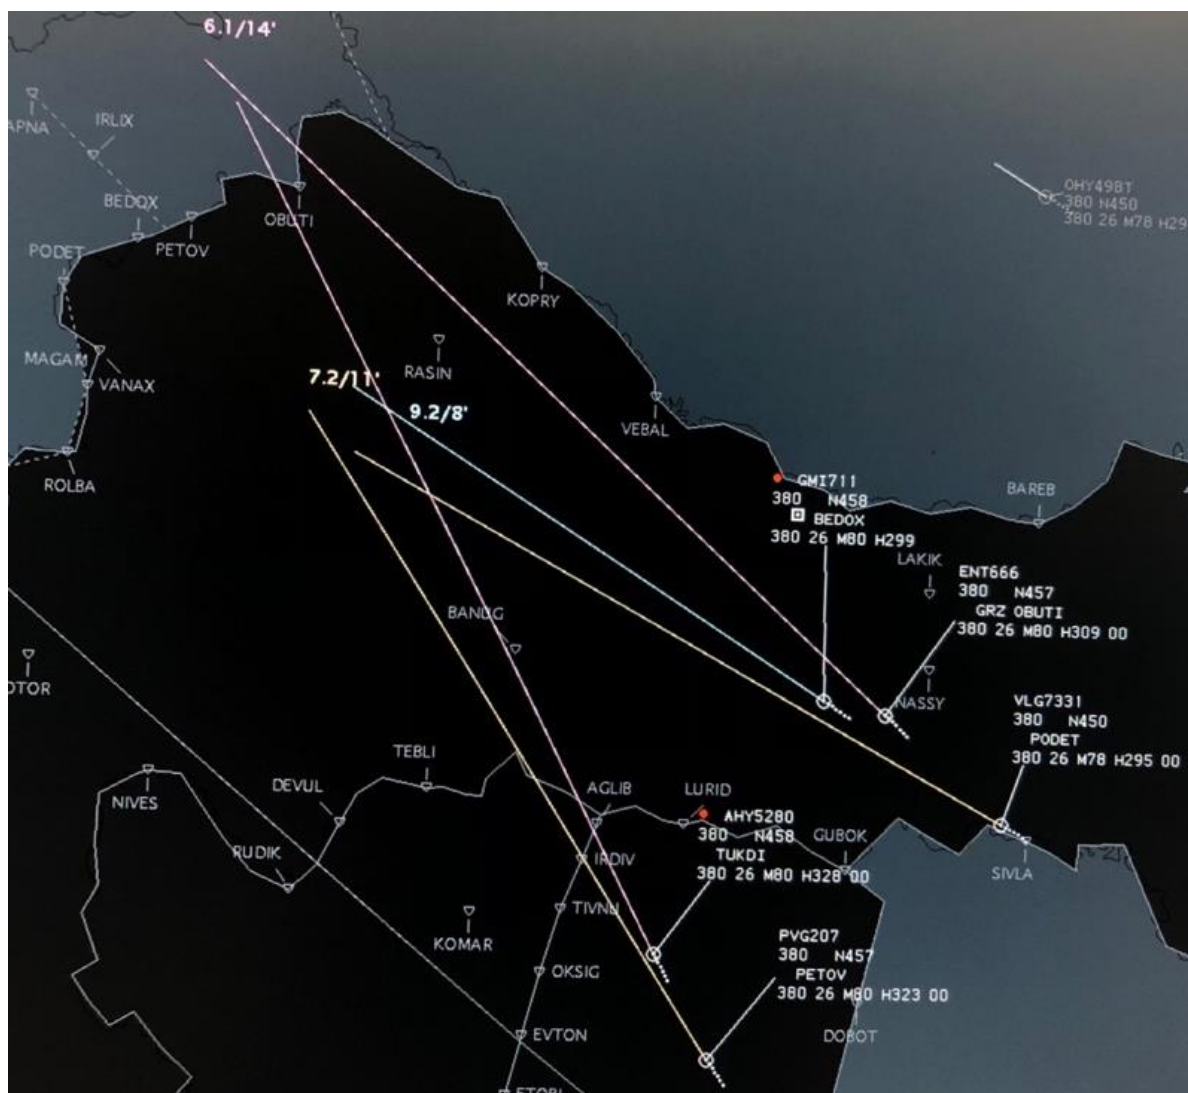 6.1/14'
IRLIX
BEDOX
OBUTI
PETOV
PODET
KOPRY
OHY498T
380 N450
MAGAM
VANAX
RASIN
7.2/11'
9.2/8'
VEBAL
ROLBA
GMI711
380 N458
BEDOX
380 26 M80 H299
BAREB
LAKIK
ENT666
380 N457
GRZ OBUTI
380 26 M80 H309 00
BANUG
NASSY
VLG7331
380 N450
PODET
380 26 M78 H295 00
TEBLI
NIVES
DEVUL
AGLIB
LURID
AHY5280
380 N458
TUKDI
380 26 M80 H328 00
GUBOK
RUDIK
IRDIV
SIVLA
TIVNU
KOMAR
PVG207
380 N457
PETOV
380 26 M80 H323 00
OKSIG
EVTON
DOBOT